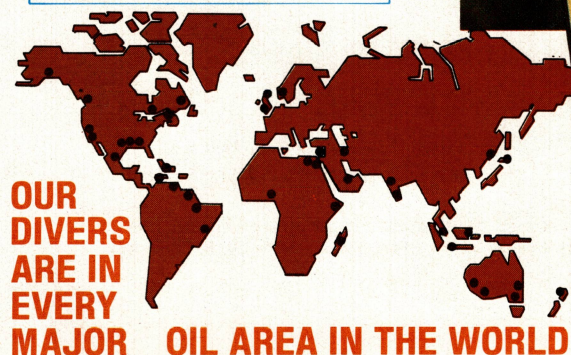 OUR
DIVERS
ARE IN
EVERY
MAJOR OIL AREA IN THE WORLD